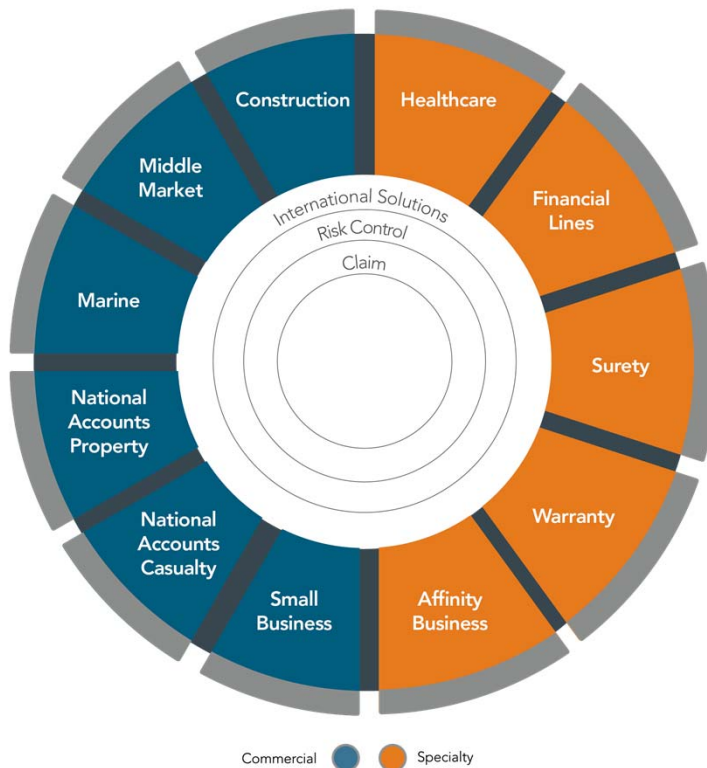 Construction
Healthcare
Middle
Market
Financial
Lines
International Solutions
Risk Control
Claim
Marine
Surety
National
Accounts
Property
National
Accounts
Casualty
Warranty
Small
Business
Affinity
Business
Commercial
Specialty